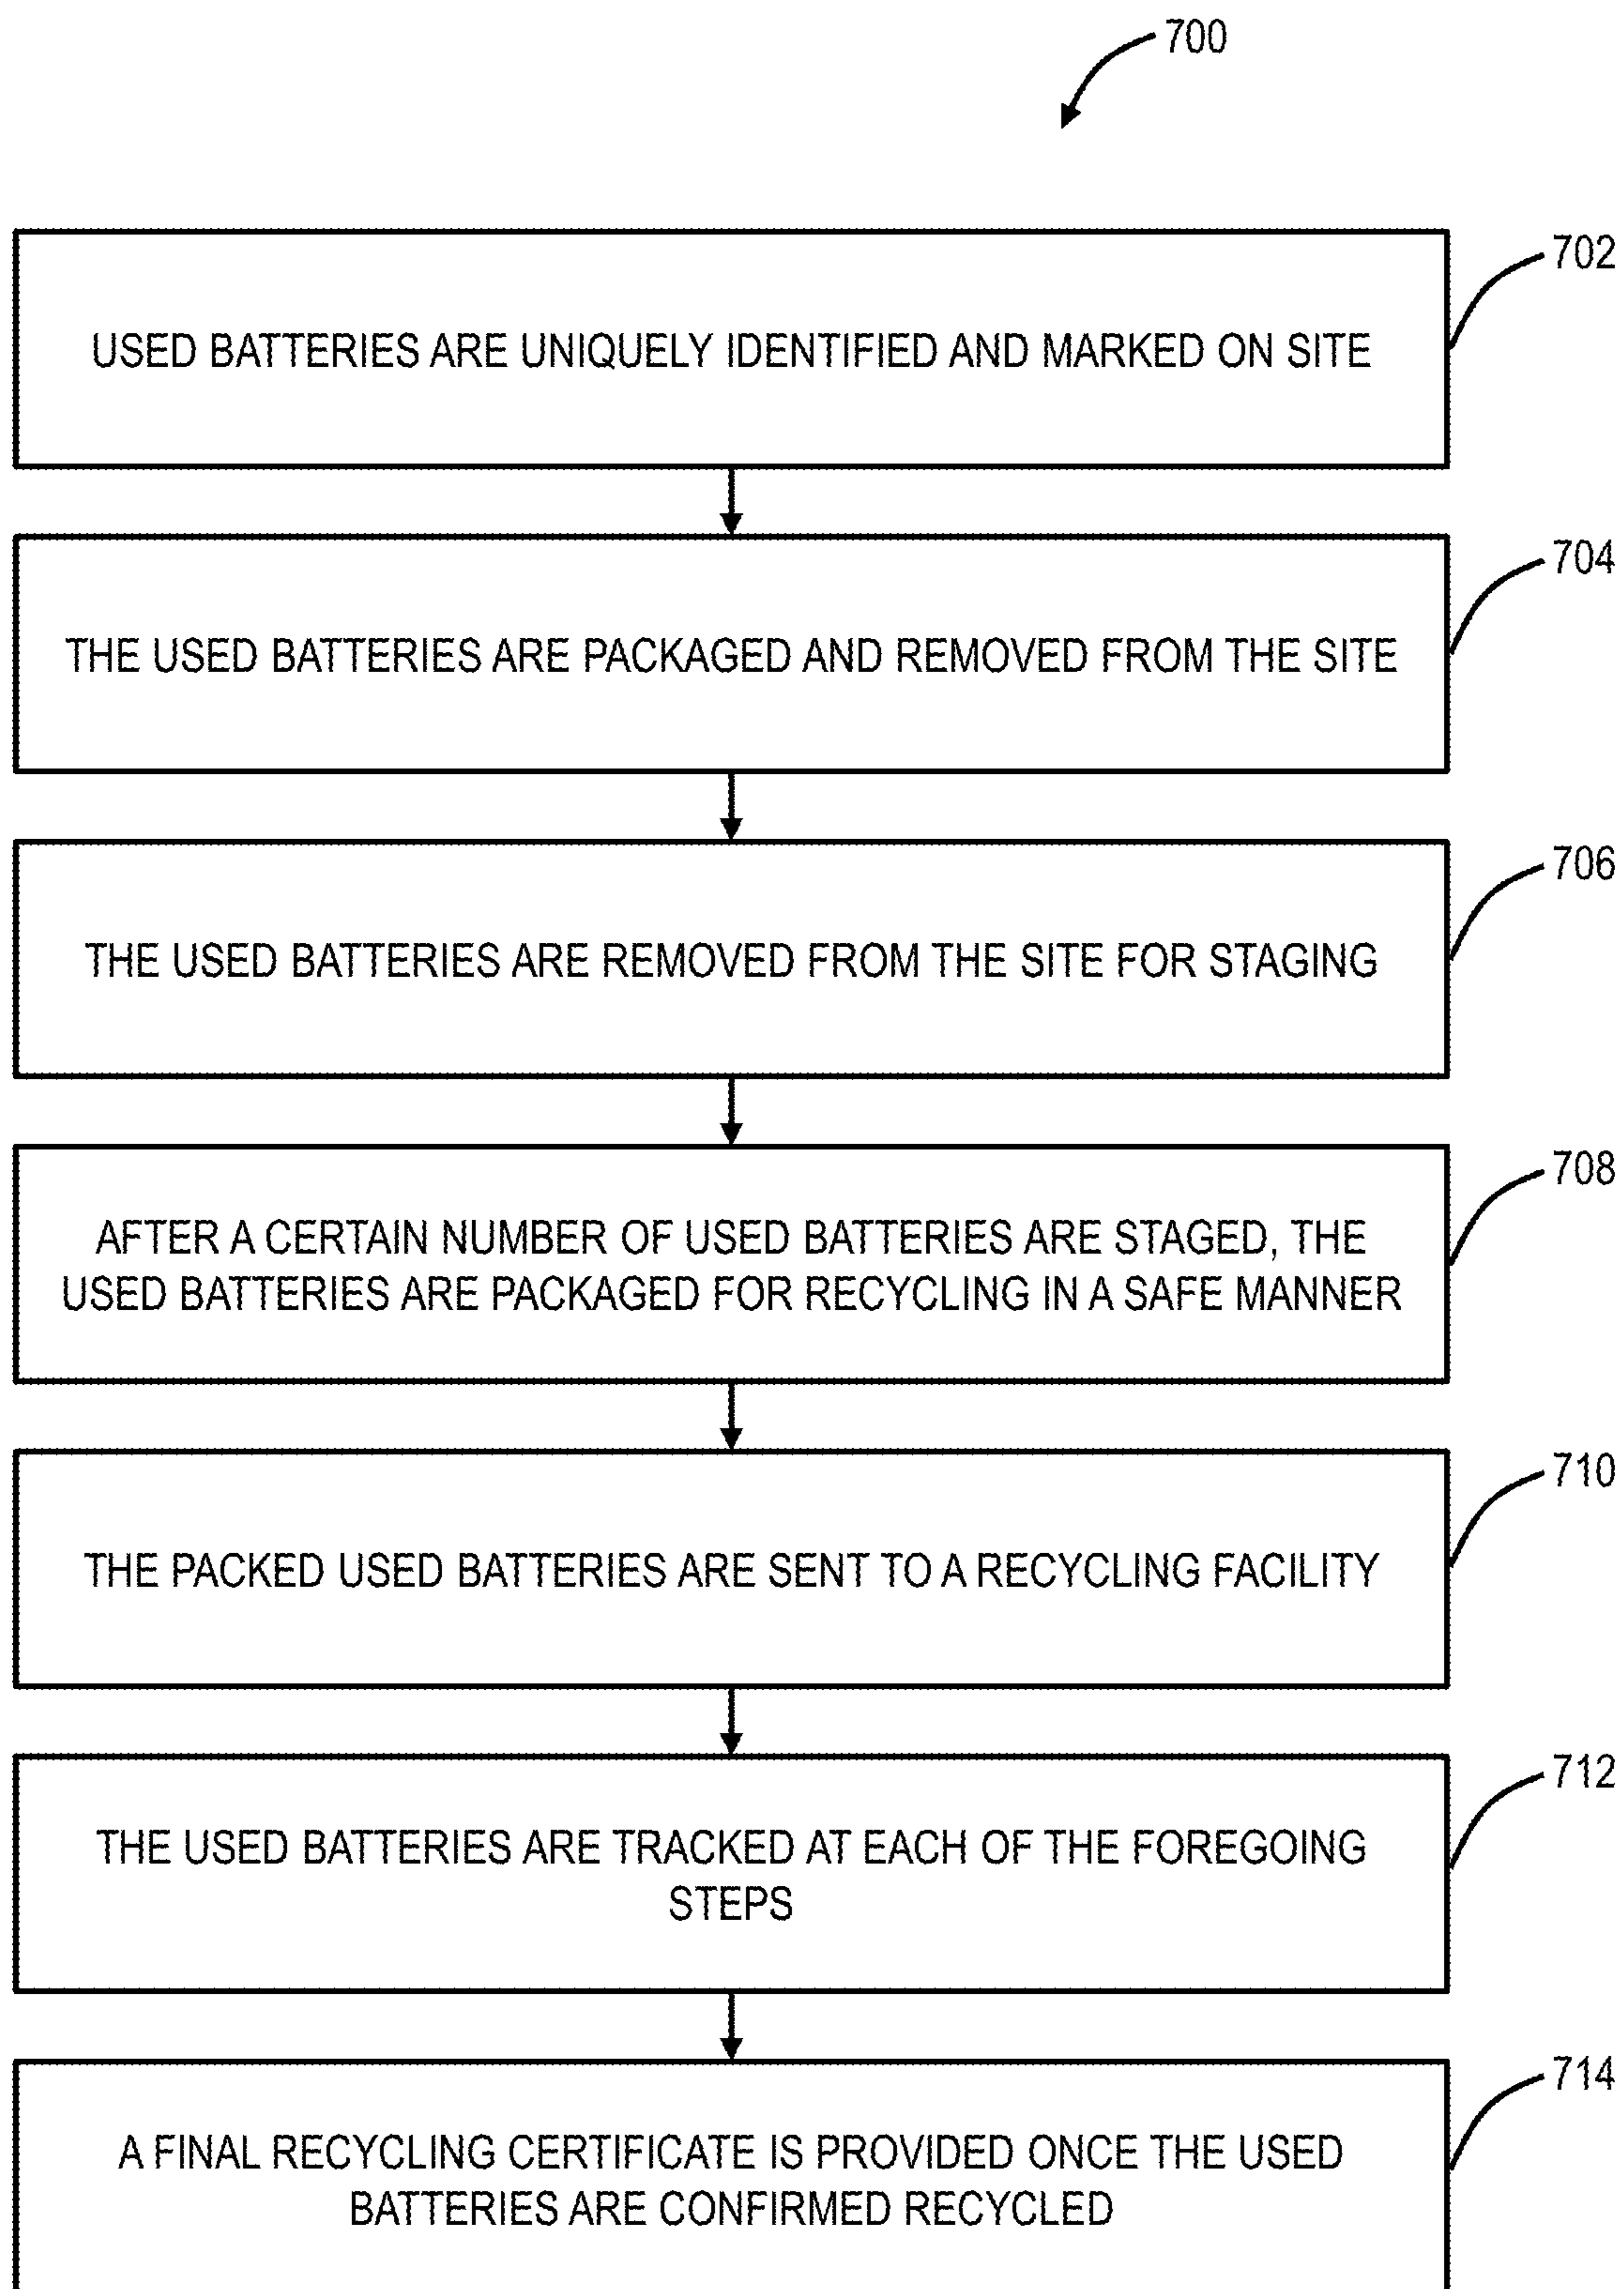 700
702
USED BATTERIES ARE UNIQUELY IDENTIFIED AND MARKED ON SITE
704
THE USED BATTERIES ARE PACKAGED AND REMOVED FROM THE SITE
706
THE USED BATTERIES ARE REMOVED FROM THE SITE FOR STAGING
708
AFTER A CERTAIN NUMBER OF USED BATTERIES ARE STAGED, THE
USED BATTERIES ARE PACKAGED FOR RECYCLING IN A SAFE MANNER
710
THE PACKED USED BATTERIES ARE SENT TO A RECYCLING FACILITY
712
THE USED BATTERIES ARE TRACKED AT EACH OF THE FOREGOING
STEPS
714
A FINAL RECYCLING CERTIFICATE IS PROVIDED ONCE THE USED
BATTERIES ARE CONFIRMED RECYCLED